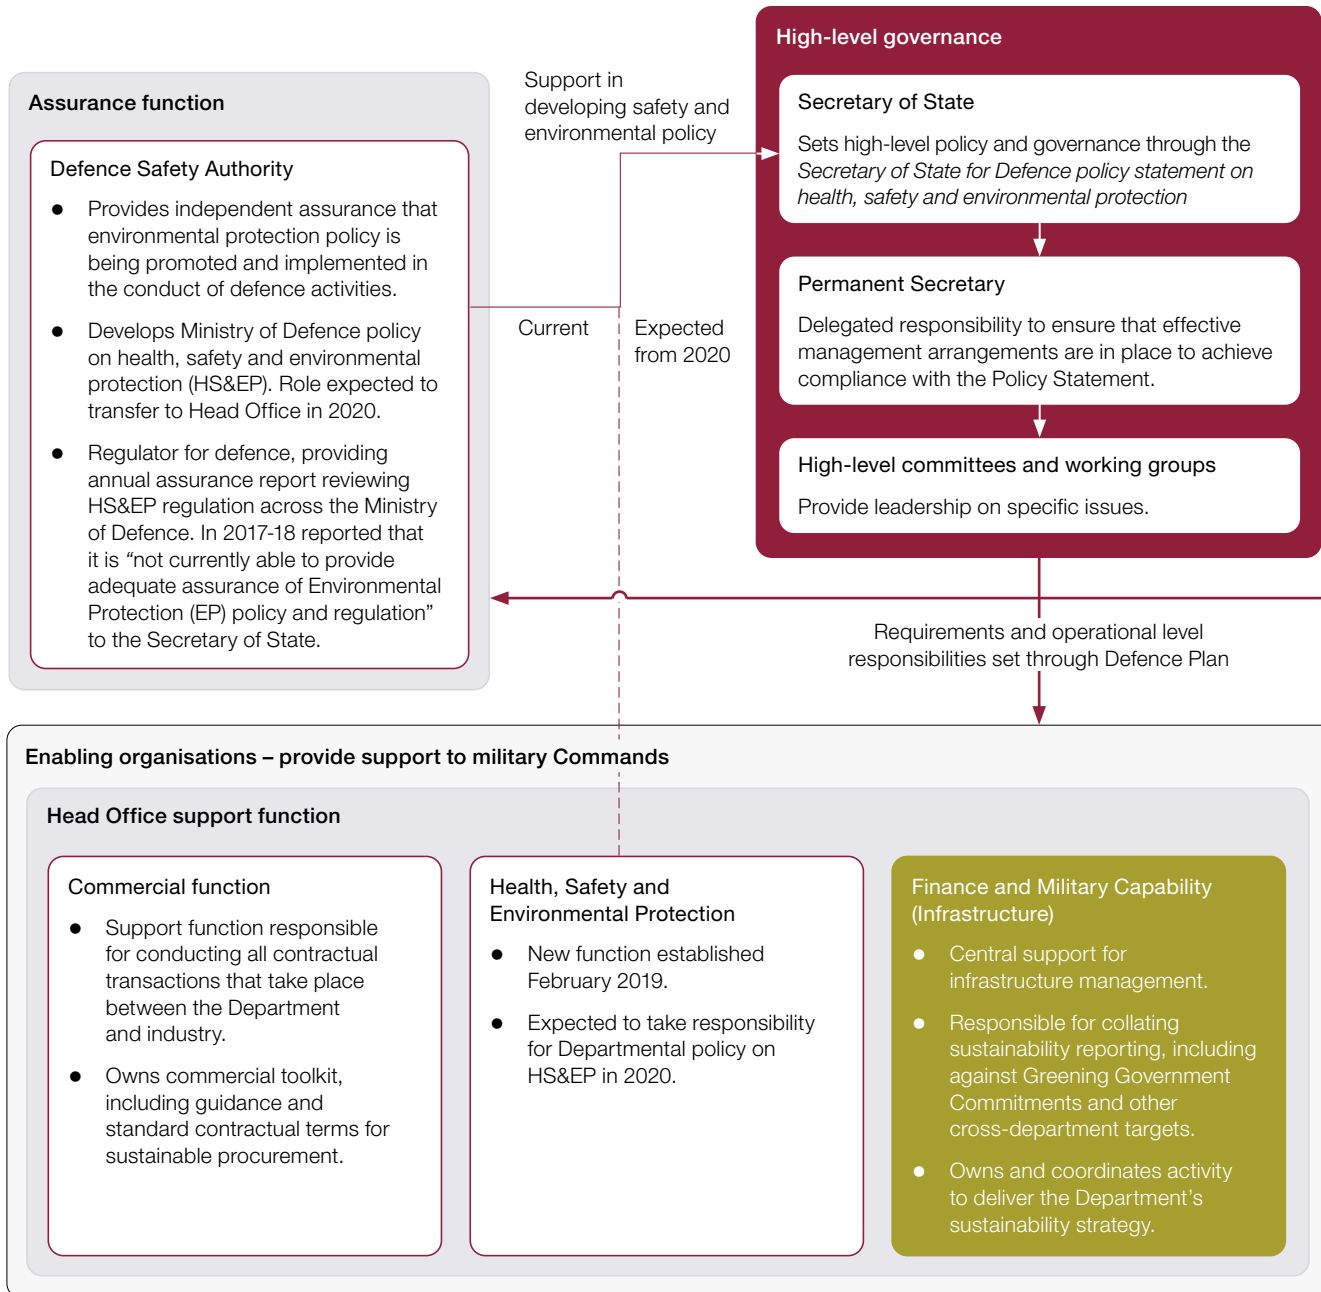 Assurance function
Defence Safety Authority
● Provides independent assurance that
environmental protection policy is
being promoted and implemented in
the conduct of defence activities.
● Develops Ministry of Defence policy
on health, safety and environmental
protection (HS&EP). Role expected to
transfer to Head Office in 2020.
● Regulator for defence, providing
annual assurance report reviewing
HS&EP regulation across the Ministry
of Defence. In 2017-18 reported that
it is “not currently able to provide
adequate assurance of Environmental
Protection (EP) policy and regulation”
to the Secretary of State.
Support in
developing safety and
environmental policy
Current
Expected
from 2020
High-level governance
Secretary of State
Sets high-level policy and governance through the
Secretary of State for Defence policy statement on
health, safety and environmental protection
Permanent Secretary
Delegated responsibility to ensure that effective
management arrangements are in place to achieve
compliance with the Policy Statement.
High-level committees and working groups
Provide leadership on specific issues.
Requirements and operational level
responsibilities set through Defence Plan
Enabling organisations – provide support to military Commands
Head Office support function
Commercial function
● Support function responsible
for conducting all contractual
transactions that take place
between the Department
and industry.
● Owns commercial toolkit,
including guidance and
standard contractual terms for
sustainable procurement.
Health, Safety and
Environmental Protection
● New function established
February 2019.
● Expected to take responsibility
for Departmental policy on
HS&EP in 2020.
Finance and Military Capability
(Infrastructure)
● Central support for
infrastructure management.
● Responsible for collating
sustainability reporting, including
against Greening Government
Commitments and other
cross-department targets.
● Owns and coordinates activity
to deliver the Department’s
sustainability strategy.